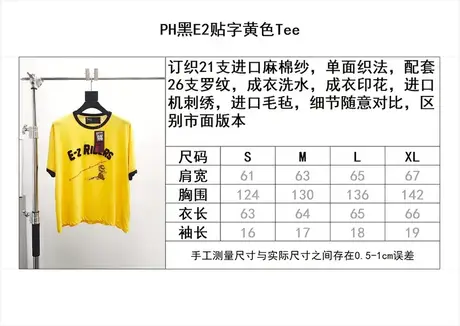 PH黑E2贴字黄色Tee
订织21支进口麻棉纱，单面织法，配套
26支罗纹，成衣洗水，成衣印花，进口
机刺绣，进口毛毡，细节随意对比，区
别市面版本
E-Z RIDERS
尺码 S M L XL
肩宽 61 63 65 67
胸围 124 130 136 142
衣长 63 64 65 66
袖长 16 17 18 19
手工测量尺寸与实际尺寸之间存在0.5-1cm误差